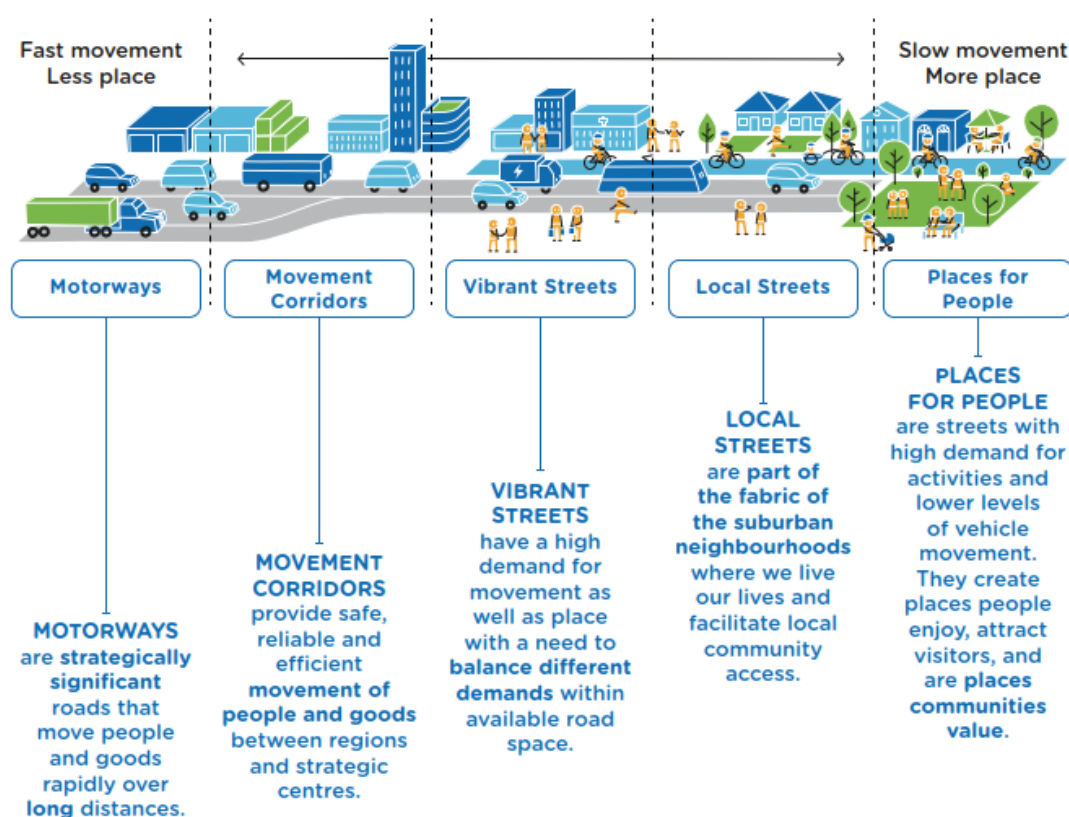 Fast movement
Less place
Slow movement
More place
Motorways
Movement
Corridors
Vibrant Streets
Local Streets
Places for
People
MOTORWAYS
are strategically
significant
roads that
move people
and goods
rapidly over
long distances.
MOVEMENT
CORRIDORS
provide safe,
reliable and
efficient
movement of
people and goods
between regions
and strategic
centres.
VIBRANT
STREETS
have a high
demand for
movement as
well as place
with a need to
balance different
demands within
available road
space.
LOCAL
STREETS
are part of
the fabric of
the suburban
neighbourhoods
where we live
our lives and
facilitate local
community
access.
PLACES
FOR PEOPLE
are streets with
high demand for
activities and
lower levels
of vehicle
movement.
They create
places people
enjoy, attract
visitors, and
are places
communities
value.